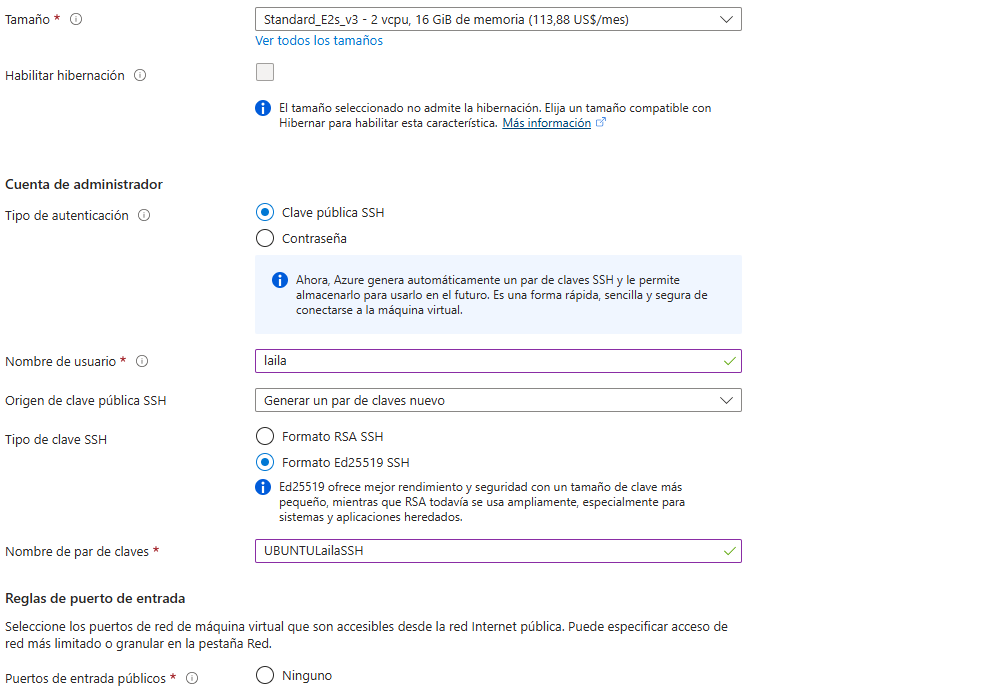 Tamaño *
Standard_E2s_v3 - 2 vcpu, 16 GiB de memoria (113,88 US$/mes)
Ver todos los tamaños
Habilitar hibernación
El tamaño seleccionado no admite la hibernación. Elija un tamaño compatible con
Hibernar para habilitar esta característica. Más información
Cuenta de administrador
Tipo de autenticación
Clave pública SSH
Contraseña
Ahora, Azure genera automáticamente un par de claves SSH y le permite
almacenarlo para usarlo en el futuro. Es una forma rápida, sencilla y segura de
conectarse a la máquina virtual.
Nombre de usuario *
laila
Origen de clave pública SSH
Generar un par de claves nuevo
Tipo de clave SSH
Formato RSA SSH
Formato Ed25519 SSH
Ed25519 ofrece mejor rendimiento y seguridad con un tamaño de clave más
pequeño, mientras que RSA todavía se usa ampliamente, especialmente para
sistemas y aplicaciones heredados.
Nombre de par de claves *
UBUNTULailaSSH
Reglas de puerto de entrada
Seleccione los puertos de red de máquina virtual que son accesibles desde la red Internet pública. Puede especificar acceso de
red más limitado o granular en la pestaña Red.
Puertos de entrada públicos *
Ninguno